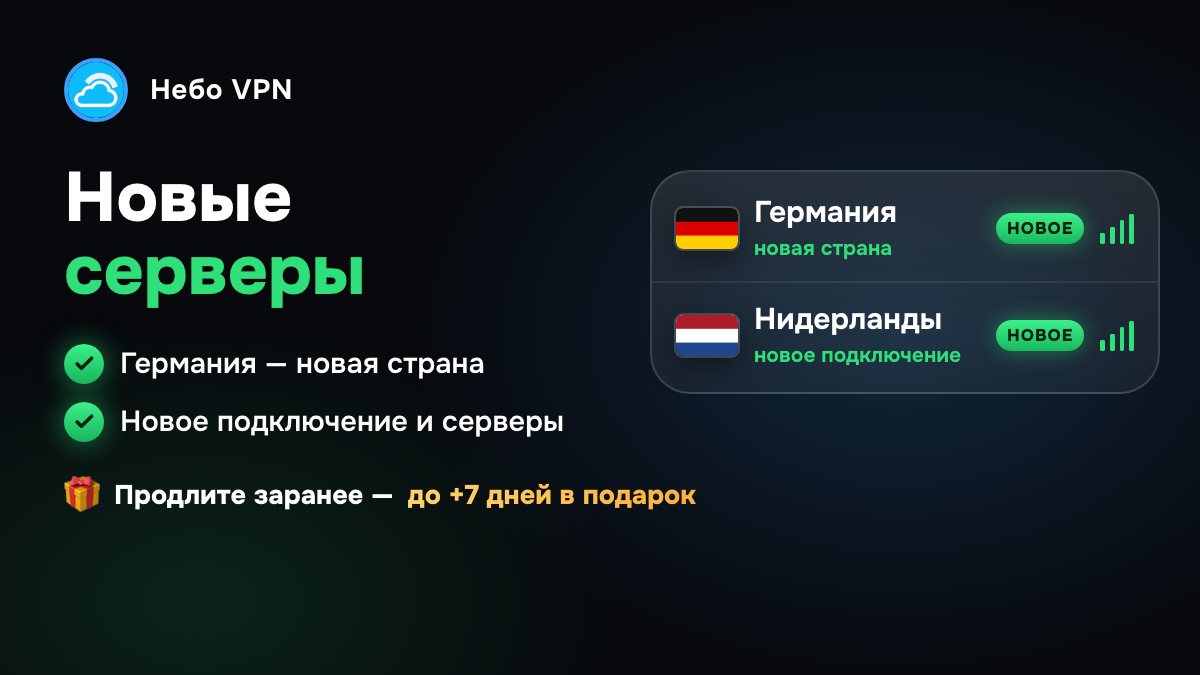 Небо VPN
Новые
серверы
Германия — новая страна
Новое подключение и серверы
Продлите заранее — до +7 дней в подарок
Германия
новая страна
НОВОЕ
Нидерланды
новое подключение
НОВОЕ